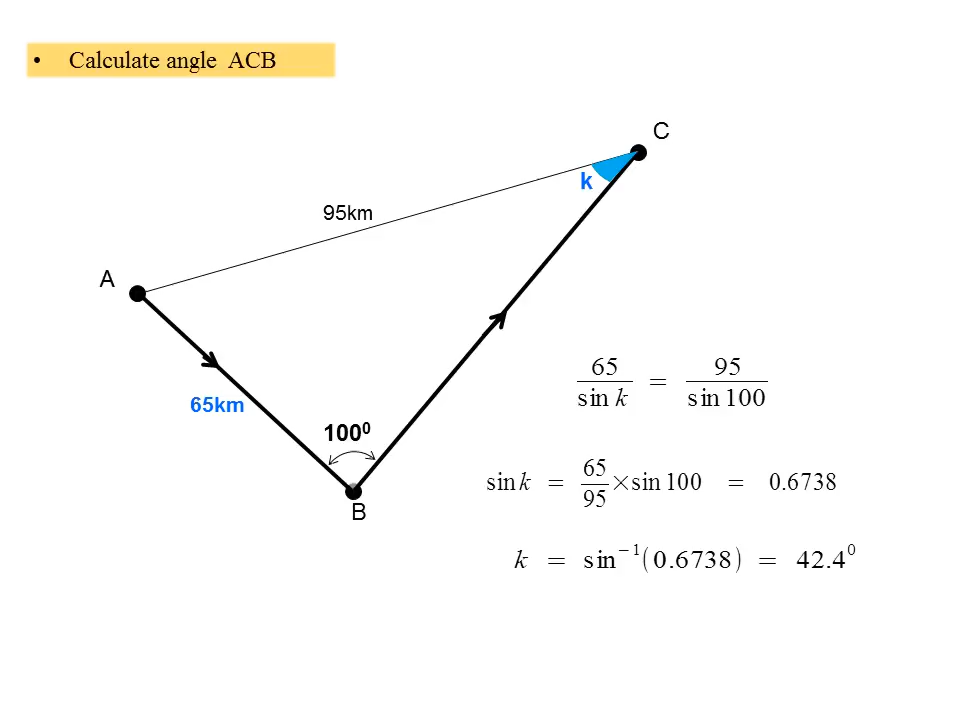 • Calculate angle ACB
C
k
95km
A
65km
100⁰
B
65/sin k = 95/sin 100
sin k = 65/95 × sin 100 = 0.6738
k = sin⁻¹(0.6738) = 42.4⁰